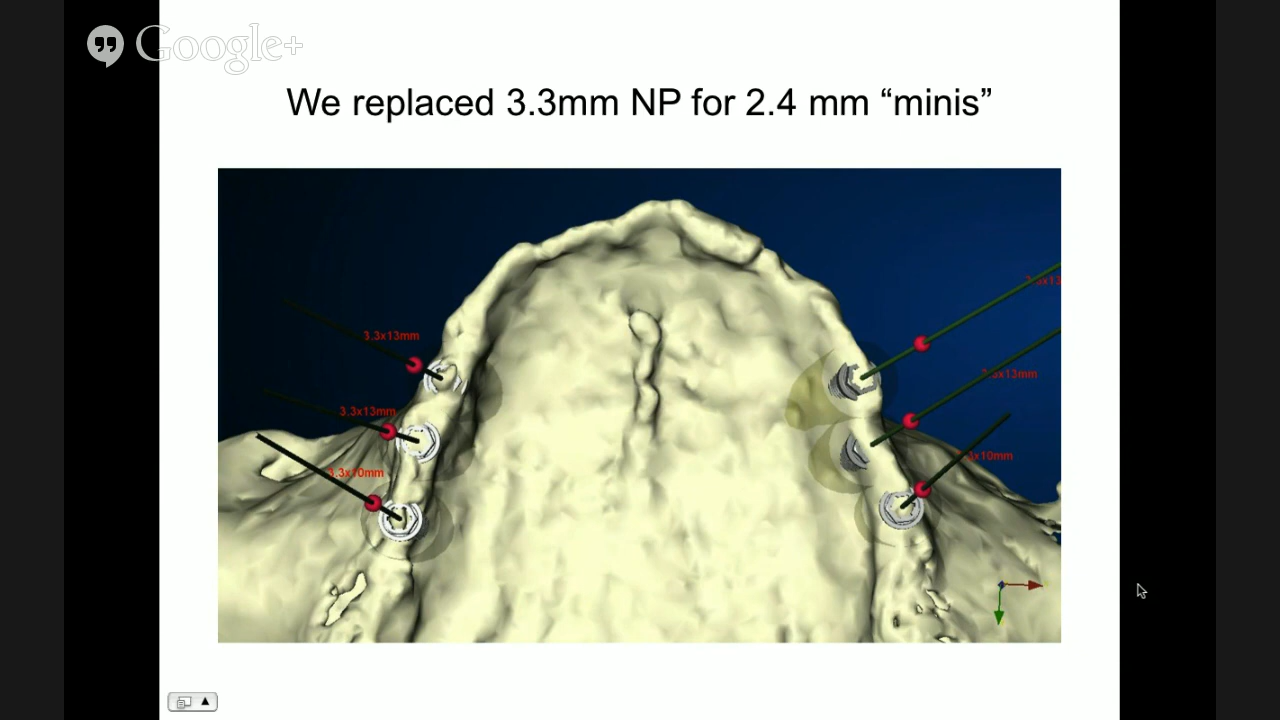 Google+
We replaced 3.3mm NP for 2.4 mm “minis”
3.3x13mm
3.3x13mm
3.3x10mm